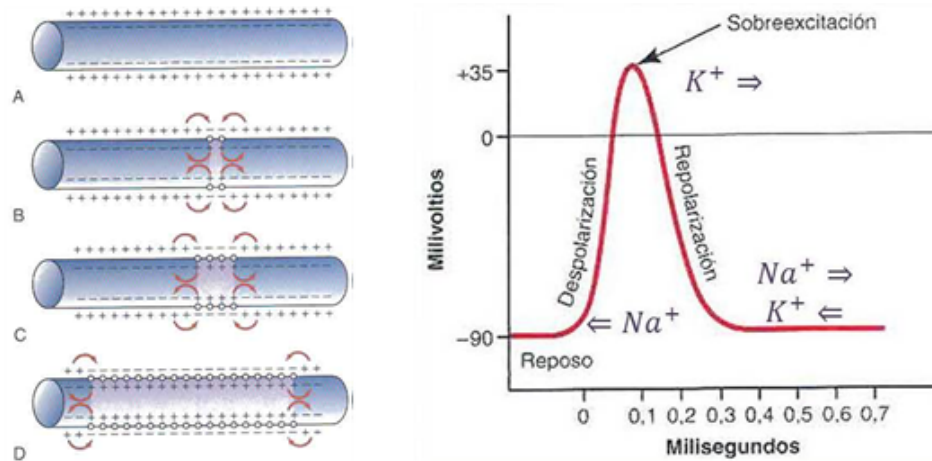 A
B
C
D
Sobreexcitación
+35
K⁺ ⇒
0
Milivoltios
Despolarización
Repolarización
Na⁺ ⇒
K⁺ ⇐
⇐ Na⁺
−90
Reposo
0 0,1 0,2 0,3 0,4 0,5 0,6 0,7
Milisegundos